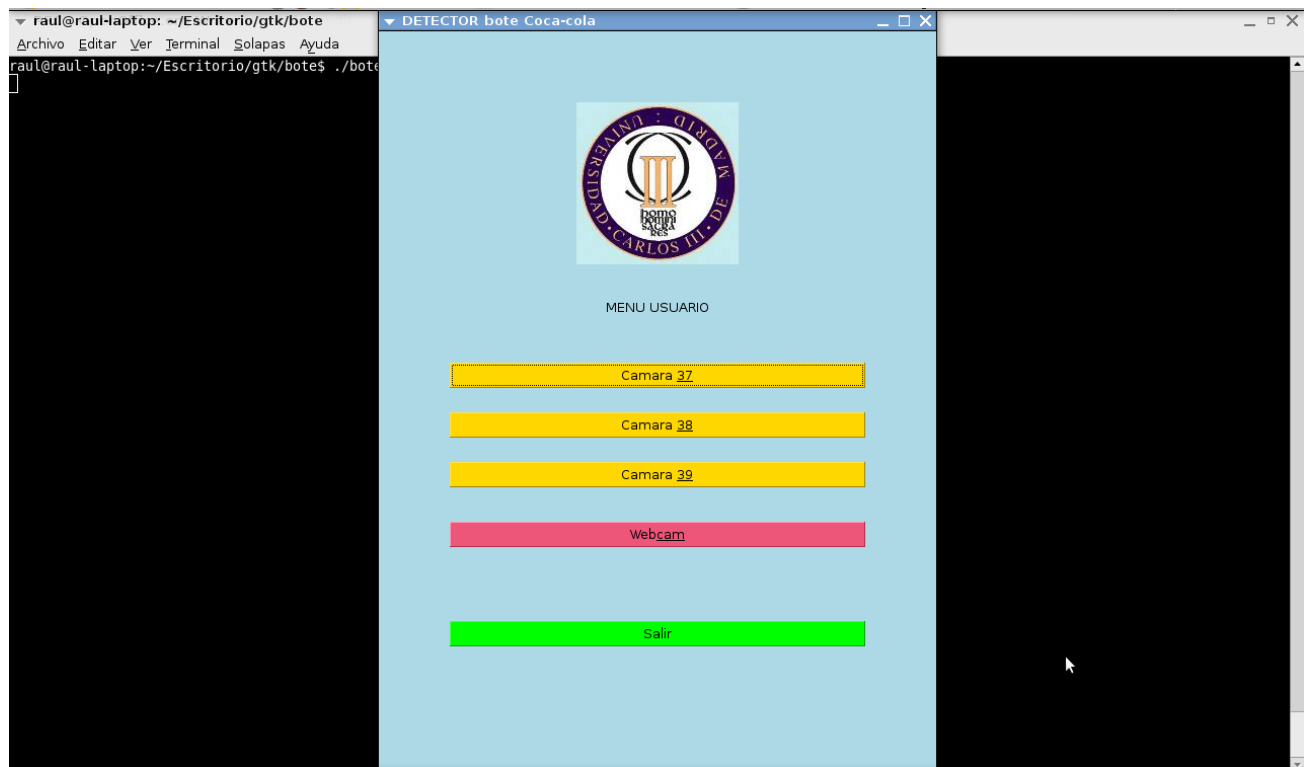 raul@raul-laptop: ~/Escritorio/gtk/bote
Archivo Editar Ver Terminal Solapas Ayuda
raul@raul-laptop:~/Escritorio/gtk/bote$ ./bote
DETECTOR bote Coca-cola
UNIVERSIDAD · CARLOS III · DE MADRID :
homo
homini
sacra
res
MENU USUARIO
Camara 37
Camara 38
Camara 39
Webcam
Salir